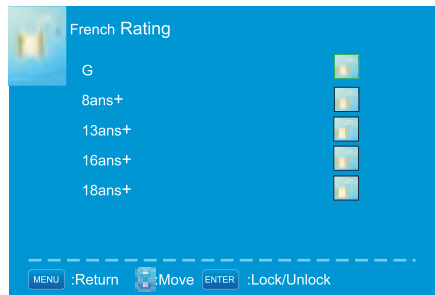 French Rating
G
8ans+
13ans+
16ans+
18ans+
MENU :Return :Move ENTER :Lock/Unlock